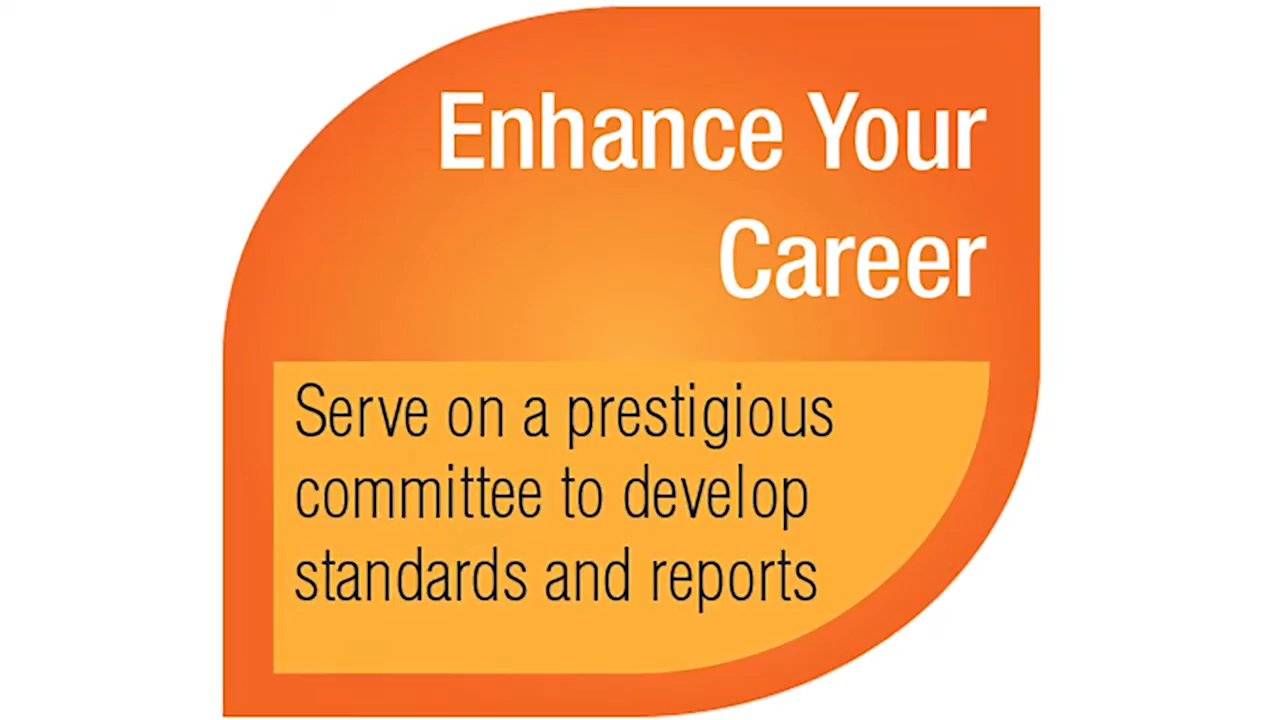 Enhance Your
Career
Serve on a prestigious
committee to develop
standards and reports